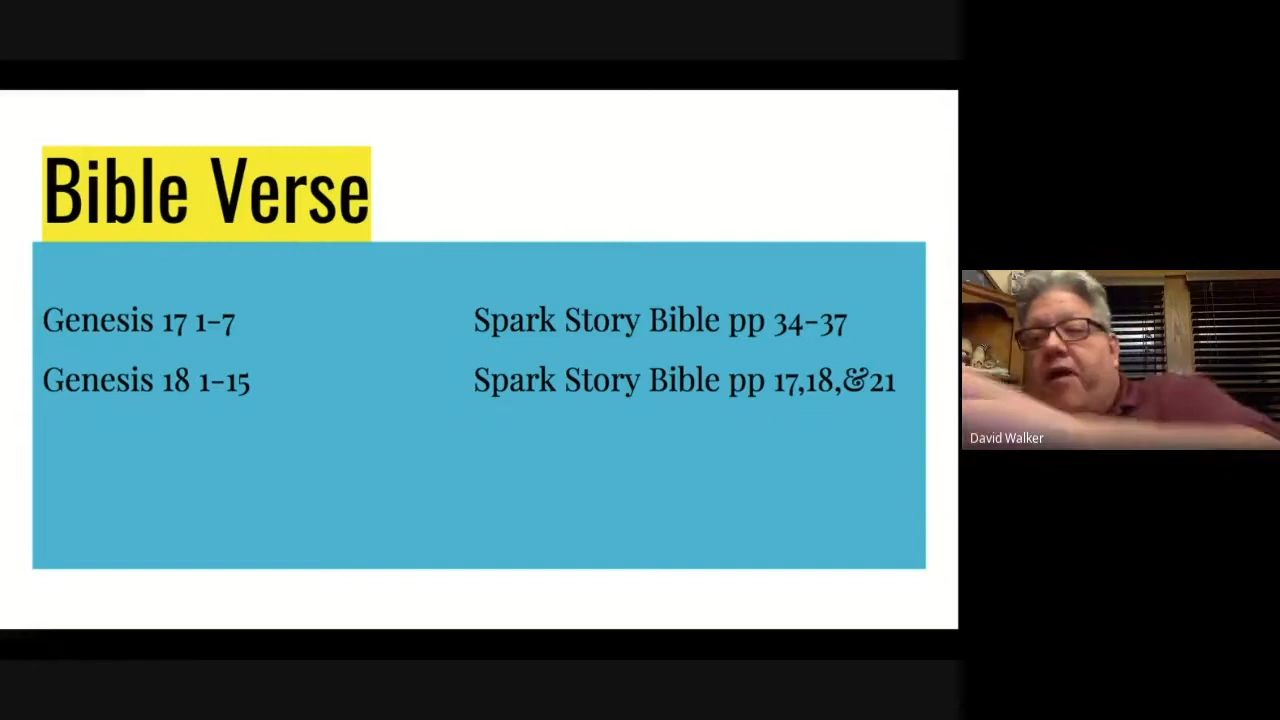 Bible Verse
Genesis 17 1-7
Spark Story Bible pp 34-37
Genesis 18 1-15
Spark Story Bible pp 17,18,&21
David Walker